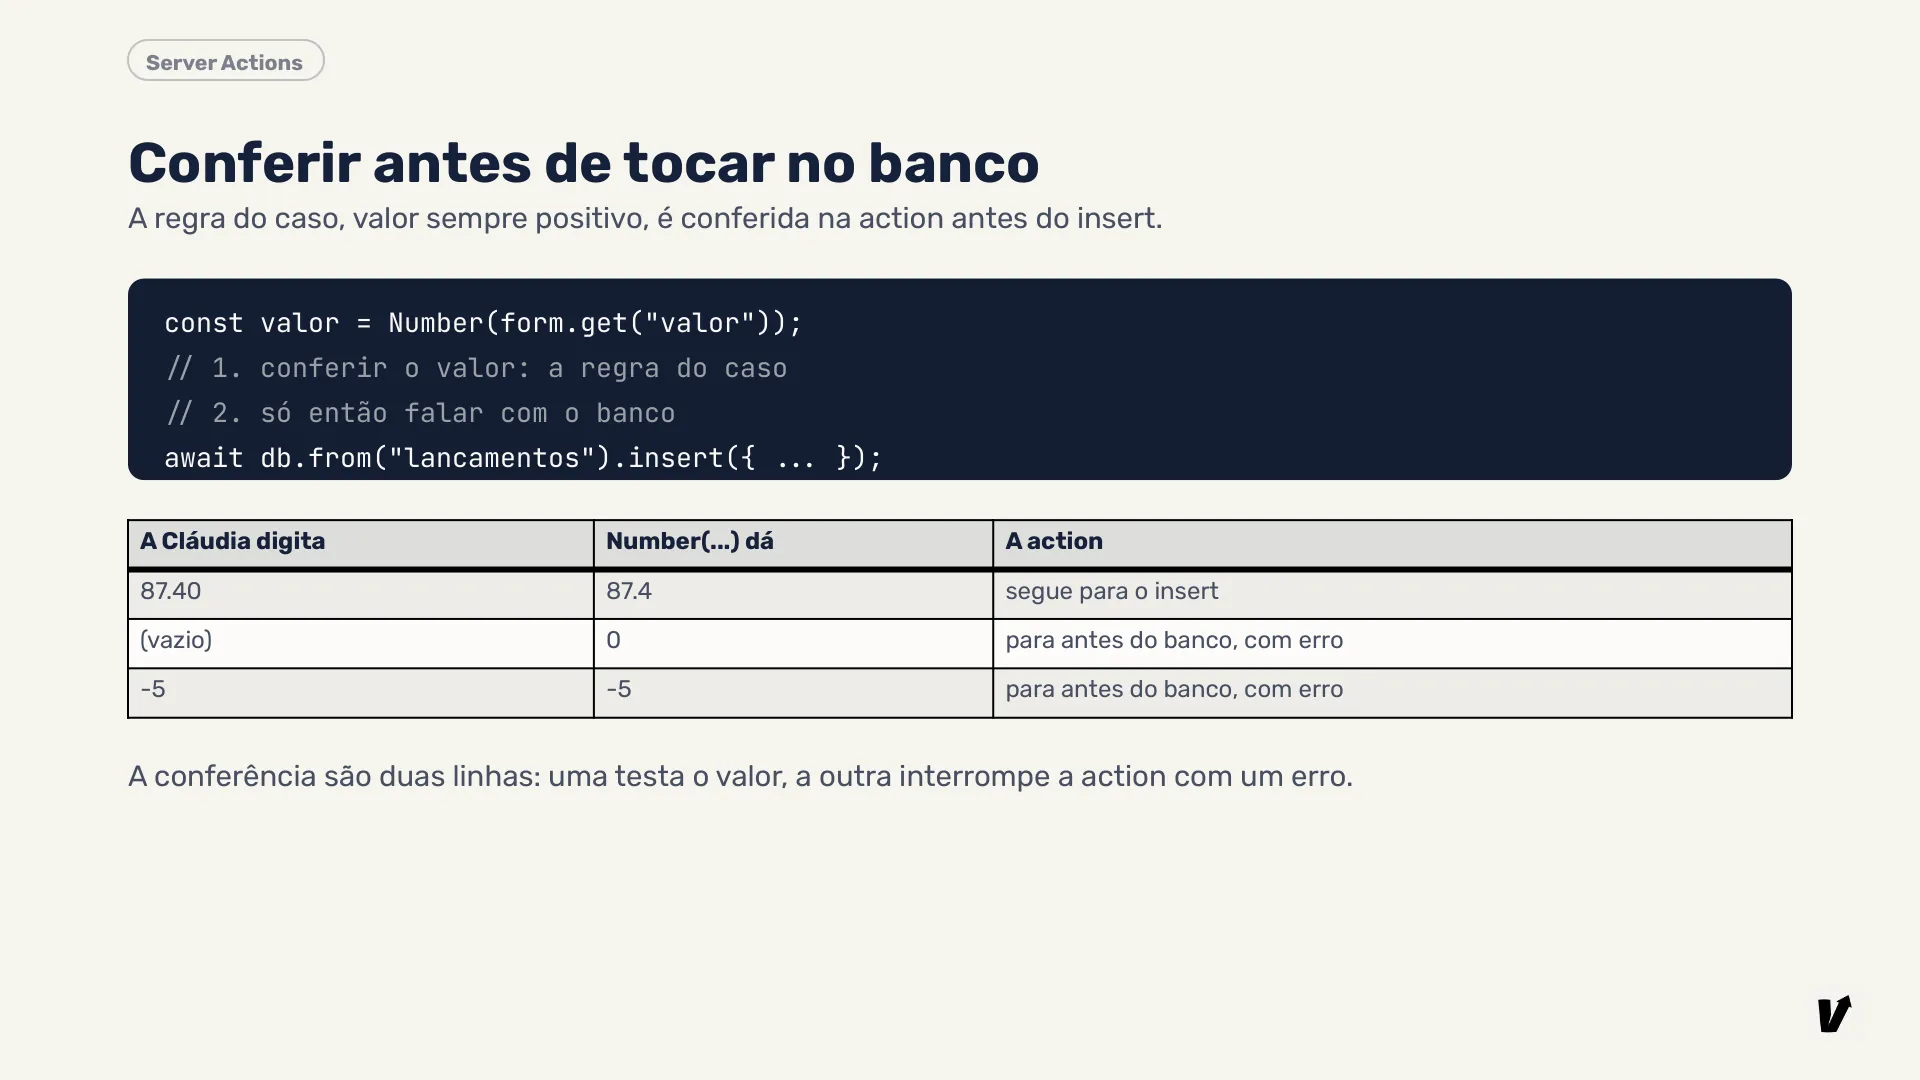 Server Actions
Conferir antes de tocar no banco
A regra do caso, valor sempre positivo, é conferida na action antes do insert.
const valor = Number(form.get("valor"));
// 1. conferir o valor: a regra do caso
// 2. só então falar com o banco
await db.from("lancamentos").insert({ ... });
A Cláudia digita | Number(...) dá | A action
87.40 | 87.4 | segue para o insert
(vazio) | 0 | para antes do banco, com erro
-5 | -5 | para antes do banco, com erro
A conferência são duas linhas: uma testa o valor, a outra interrompe a action com um erro.